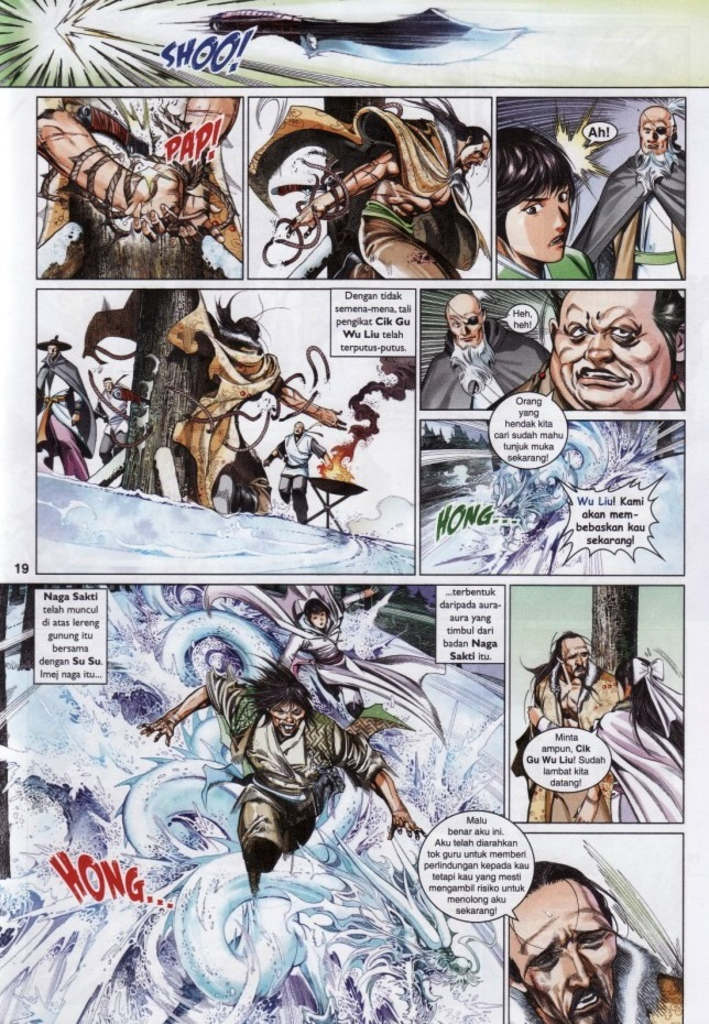 SHOO!
PAP!
Ah!
Dengan tidak
semena-mena, tali
pengikat Cik Gu
Wu Liu telah
terputus-putus.
Heh,
heh!
Orang
yang
hendak kita
cari sudah mahu
tunjuk muka
sekarang!
HONG...
Wu Liu! Kami
akan mem-
bebaskan kau
sekarang!
19
Naga Sakti
telah muncul
di atas lereng
gunung itu
bersama
dengan Su Su.
Imej naga itu...
...terbentuk
daripada aura-
aura yang
timbul dari
badan Naga
Sakti itu.
Minta
ampun, Cik
Gu Wu Liu! Sudah
lambat kita
datang!
HONG...
Malu
benar aku ini.
Aku telah diarahkan
tok guru untuk memberi
perlindungan kepada kau
tetapi kau yang mesti
mengambil risiko untuk
menolong aku
sekarang!